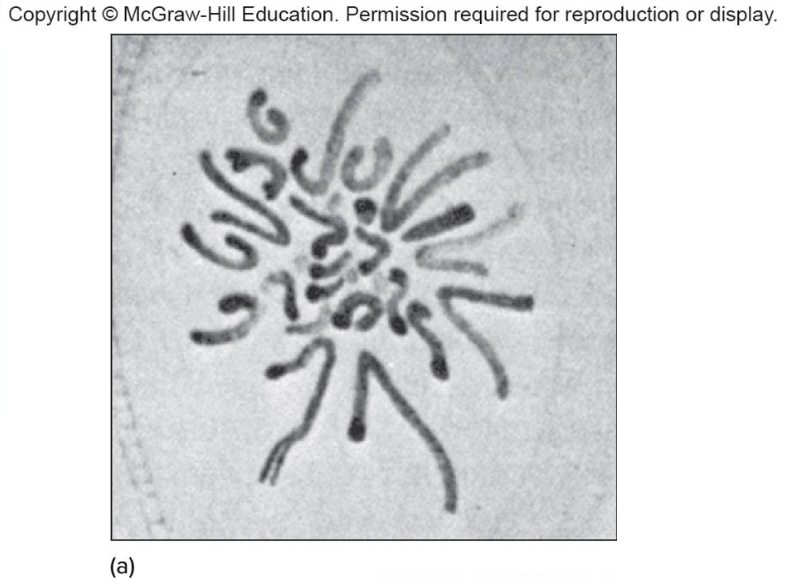 Copyright © McGraw-Hill Education. Permission required for reproduction or display.
(a)